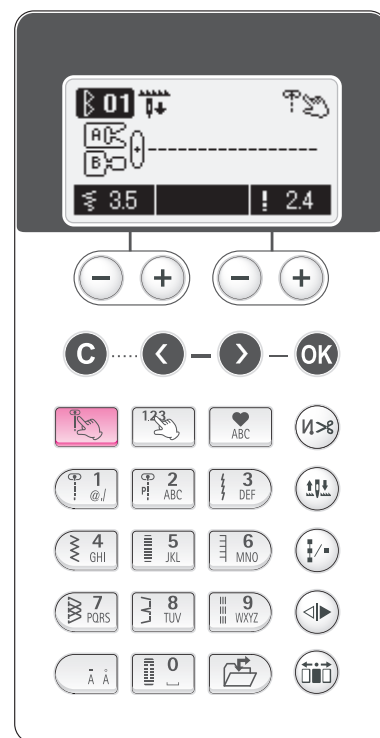 01
A
B
3.5 ! 2.4
C OK
123 ABC
1 @./ P 2 ABC 3 DEF
4 GHI 5 JKL 6 MNO
7 PQRS 8 TUV 9 WXYZ
Ā Å 0